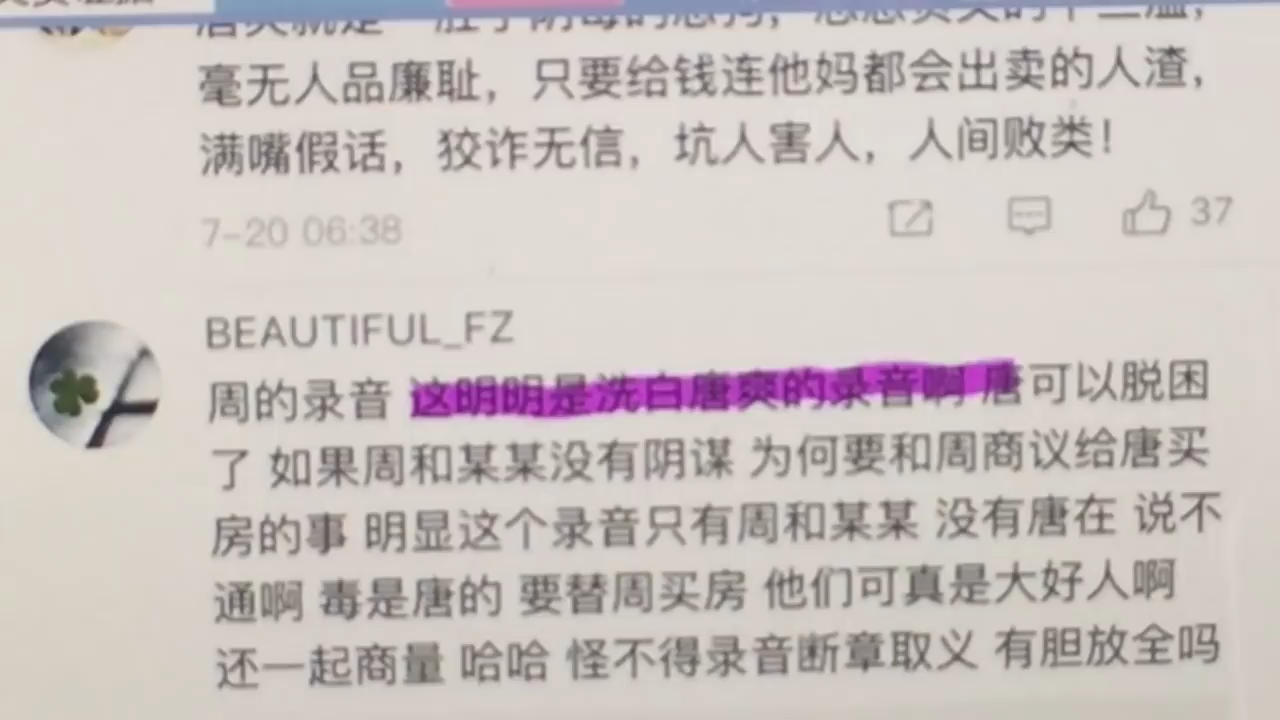 毫无人品廉耻，只要给钱连他妈都会出卖的人渣，
满嘴假话，狡诈无信，坑人害人，人间败类！
7-20 06:38
37
BEAUTIFUL_FZ
周的录音 这明明是洗白唐爽的录音啊 唐可以脱困
了 如果周和某某没有阴谋 为何要和周商议给唐买
房的事 明显这个录音只有周和某某 没有唐在 说不
通啊 毒是唐的 要替周买房 他们可真是大好人啊
还一起商量 哈哈 怪不得录音断章取义 有胆放全吗